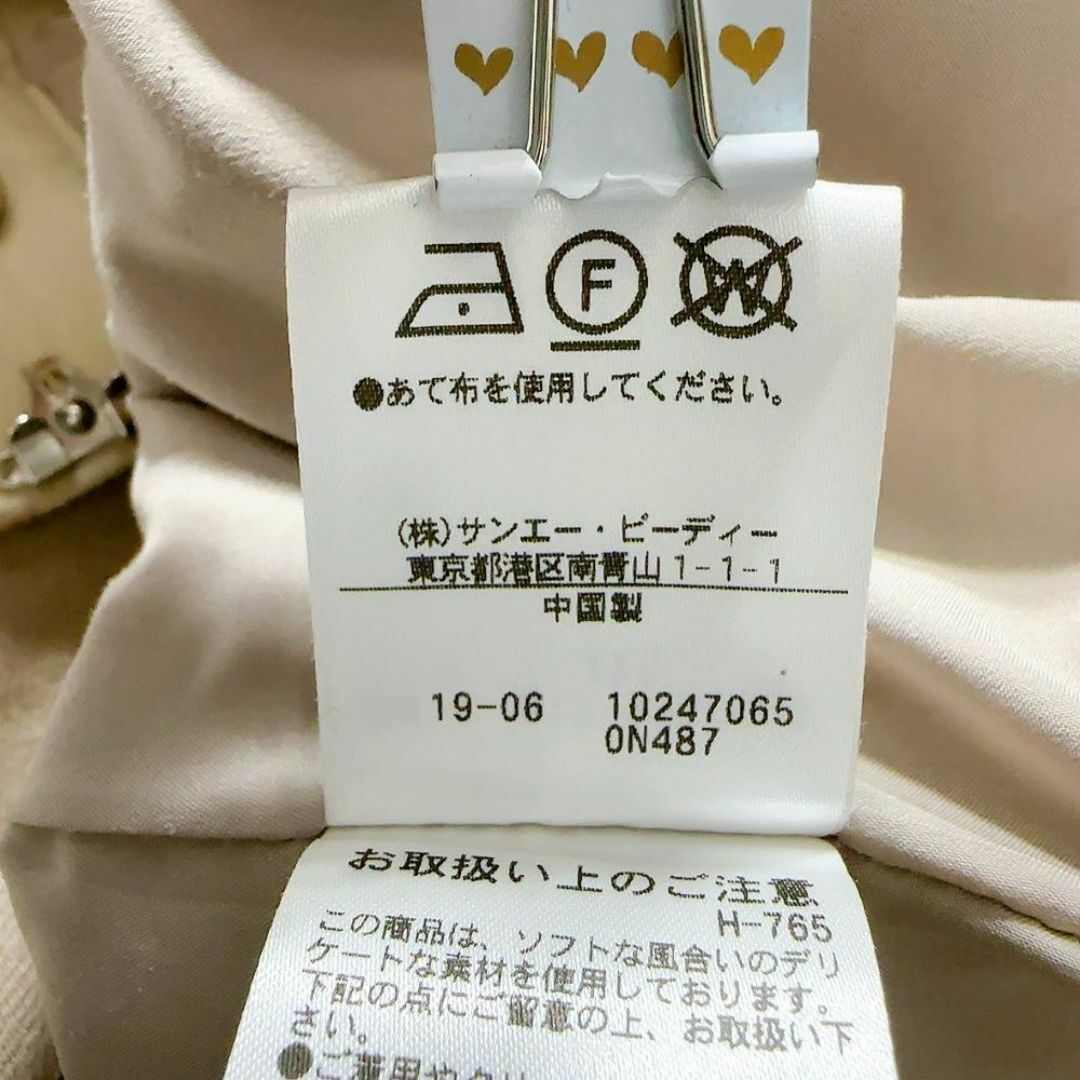 F
W
●あて布を使用してください。
(株)サンエー・ビーディー
東京都港区南青山1-1-1
中国製
19-06 10247065
0N487
お取扱い上のご注意
H-765
この商品は、ソフトな風合いのデリ
ケートな素材を使用しております。
下記の点にご留意の上、お取扱い下
さい。
●ご着用や